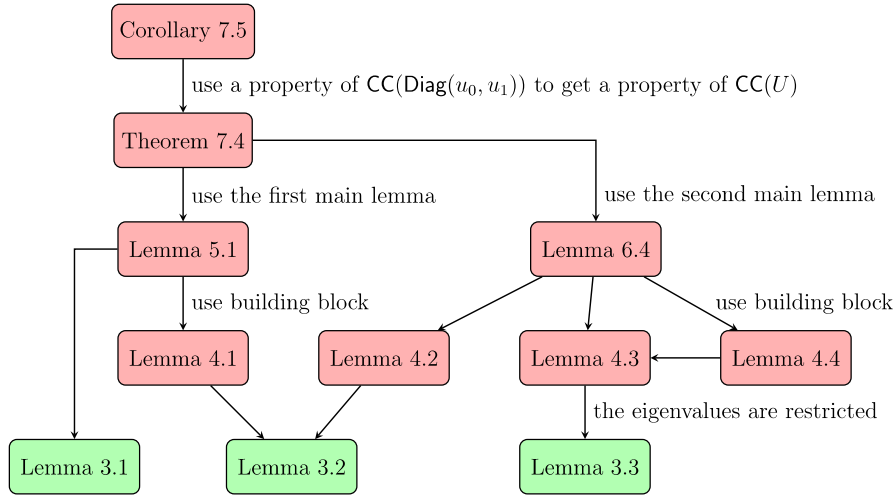 Corollary 7.5
use a property of CC(Diag(u₀, u₁)) to get a property of CC(U)
Theorem 7.4
use the first main lemma
use the second main lemma
Lemma 5.1
Lemma 6.4
use building block
use building block
Lemma 4.1
Lemma 4.2
Lemma 4.3
Lemma 4.4
the eigenvalues are restricted
Lemma 3.1
Lemma 3.2
Lemma 3.3